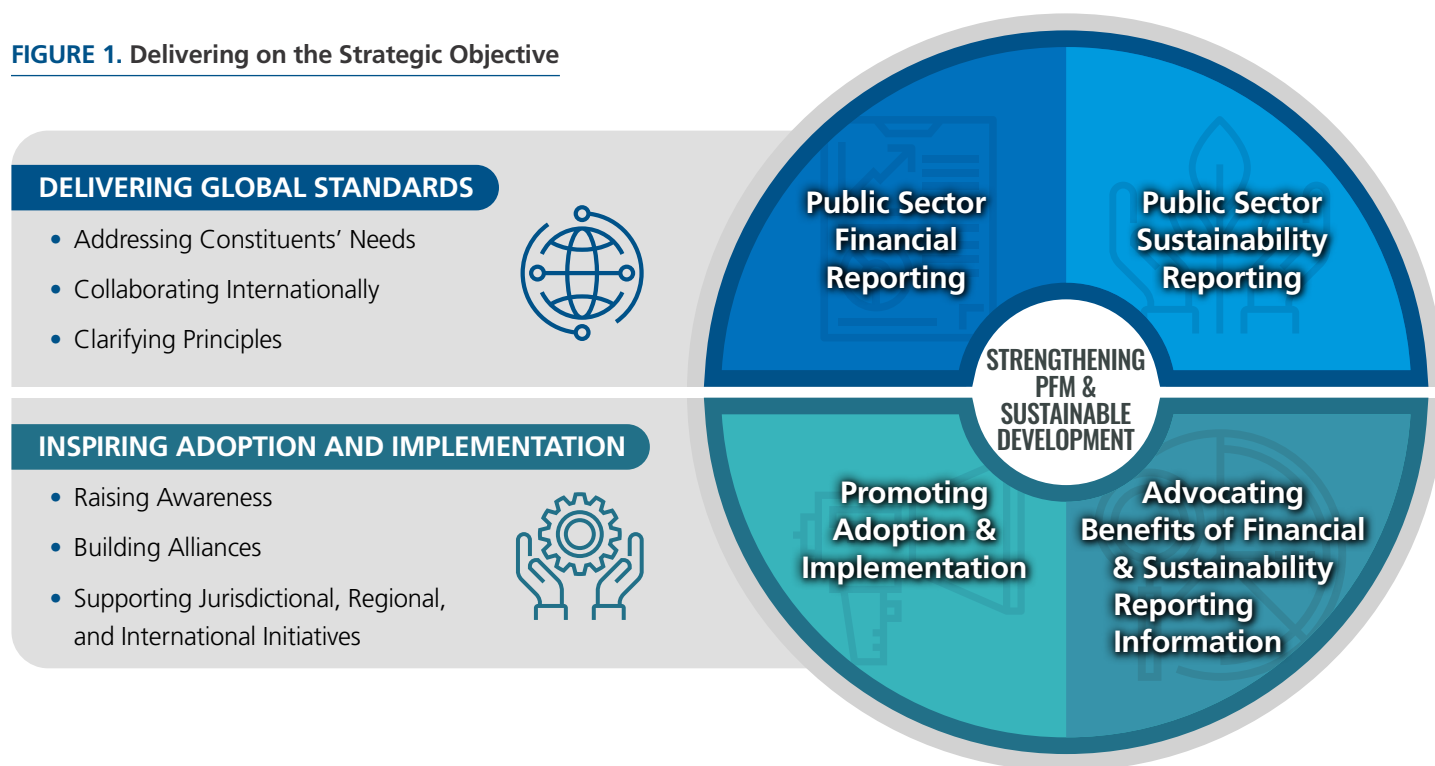 FIGURE 1. Delivering on the Strategic Objective
DELIVERING GLOBAL STANDARDS
• Addressing Constituents’ Needs
• Collaborating Internationally
• Clarifying Principles
INSPIRING ADOPTION AND IMPLEMENTATION
• Raising Awareness
• Building Alliances
• Supporting Jurisdictional, Regional,
and International Initiatives
Public Sector
Financial
Reporting
Public Sector
Sustainability
Reporting
STRENGTHENING
PFM &
SUSTAINABLE
DEVELOPMENT
Promoting
Adoption &
Implementation
Advocating
Benefits of Financial
& Sustainability
Reporting
Information